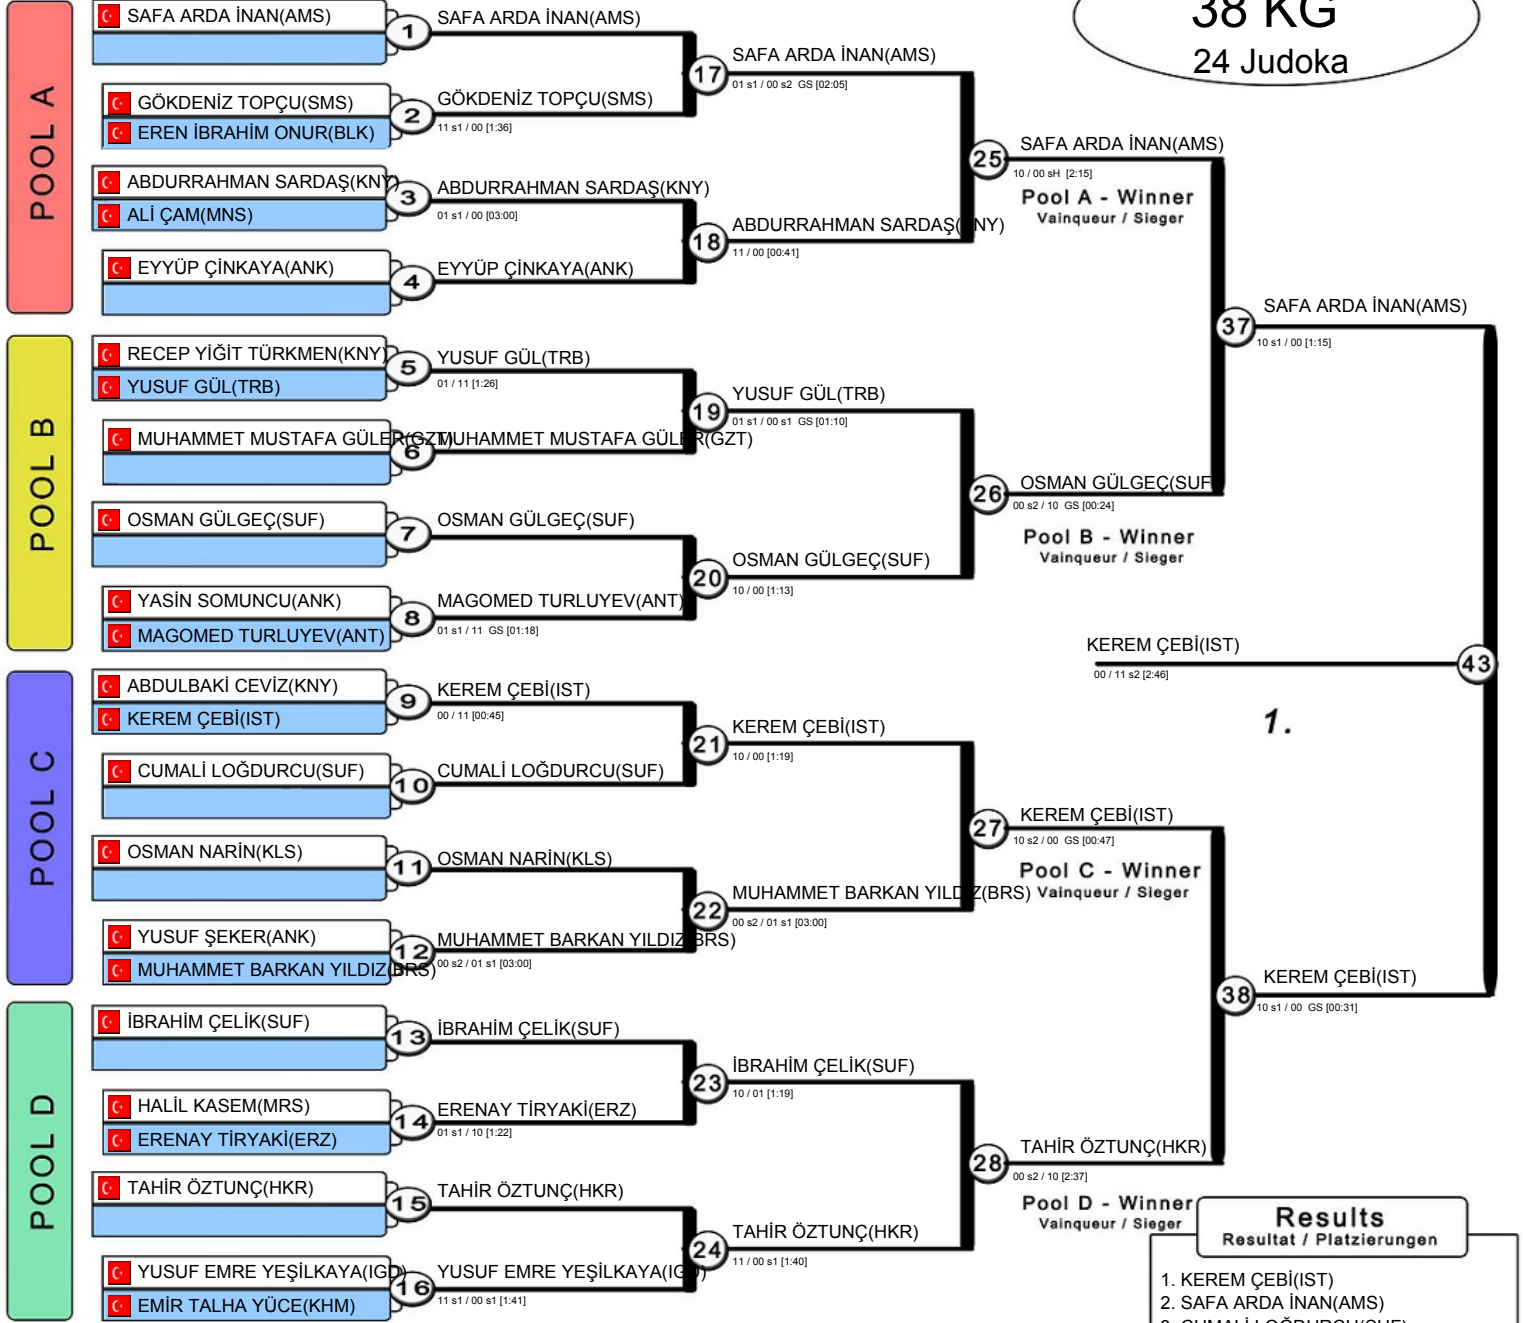 38 KG
24 Judoka
POOL A
SAFA ARDA İNAN(AMS)
1
GÖKDENİZ TOPÇU(SMS)
EREN İBRAHİM ONUR(BLK)
2
ABDURRAHMAN SARDAŞ(KNY)
ALİ ÇAM(MNS)
3
EYYÜP ÇİNKAYA(ANK)
4
POOL B
RECEP YİĞİT TÜRKMEN(KNY)
YUSUF GÜL(TRB)
5
MUHAMMET MUSTAFA GÜLER(GZT)
6
OSMAN GÜLGEÇ(SUF)
7
YASİN SOMUNCU(ANK)
MAGOMED TURLUYEV(ANT)
8
POOL C
ABDULBAKİ CEVİZ(KNY)
KEREM ÇEBİ(IST)
9
CUMALİ LOĞDURCU(SUF)
10
OSMAN NARİN(KLS)
11
YUSUF ŞEKER(ANK)
MUHAMMET BARKAN YILDIZ(BRS)
12
POOL D
İBRAHİM ÇELİK(SUF)
13
HALİL KASEM(MRS)
ERENAY TİRYAKİ(ERZ)
14
TAHİR ÖZTUNÇ(HKR)
15
YUSUF EMRE YEŞİLKAYA(IGD)
EMİR TALHA YÜCE(KHM)
16
SAFA ARDA İNAN(AMS)
GÖKDENİZ TOPÇU(SMS)
11 s1 / 00 [1:36]
17
ABDURRAHMAN SARDAŞ(KNY)
01 s1 / 00 [03:00]
EYYÜP ÇİNKAYA(ANK)
18
YUSUF GÜL(TRB)
01 / 11 [1:26]
MUHAMMET MUSTAFA GÜLER(GZT)
19
OSMAN GÜLGEÇ(SUF)
MAGOMED TURLUYEV(ANT)
01 s1 / 11 GS [01:18]
20
KEREM ÇEBİ(IST)
00 / 11 [00:45]
CUMALİ LOĞDURCU(SUF)
21
OSMAN NARİN(KLS)
MUHAMMET BARKAN YILDIZ(BRS)
00 s2 / 01 s1 [03:00]
22
İBRAHİM ÇELİK(SUF)
ERENAY TİRYAKİ(ERZ)
01 s1 / 10 [1:22]
23
TAHİR ÖZTUNÇ(HKR)
YUSUF EMRE YEŞİLKAYA(IGD)
11 s1 / 00 s1 [1:41]
24
SAFA ARDA İNAN(AMS)
01 s1 / 00 s2 GS [02:05]
ABDURRAHMAN SARDAŞ(KNY)
11 / 00 [00:41]
25
YUSUF GÜL(TRB)
01 s1 / 00 s1 GS [01:10]
OSMAN GÜLGEÇ(SUF)
10 / 00 [1:13]
26
KEREM ÇEBİ(IST)
10 / 00 [1:19]
MUHAMMET BARKAN YILDIZ(BRS)
00 s2 / 01 s1 [03:00]
27
İBRAHİM ÇELİK(SUF)
10 / 01 [1:19]
TAHİR ÖZTUNÇ(HKR)
11 / 00 s1 [1:40]
28
SAFA ARDA İNAN(AMS)
10 / 00 sH [2:15]
Pool A - Winner
Vainqueur / Sieger
OSMAN GÜLGEÇ(SUF
00 s2 / 10 GS [00:24]
Pool B - Winner
Vainqueur / Sieger
37
KEREM ÇEBİ(IST)
10 s2 / 00 GS [00:47]
Pool C - Winner
Vainqueur / Sieger
TAHİR ÖZTUNÇ(HKR)
00 s2 / 10 [2:37]
Pool D - Winner
Vainqueur / Sieger
38
SAFA ARDA İNAN(AMS)
10 s1 / 00 [1:15]
KEREM ÇEBİ(IST)
10 s1 / 00 GS [00:31]
KEREM ÇEBİ(IST)
00 / 11 s2 [2:46]
43
1.
Results
Resultat / Platzierungen
1. KEREM ÇEBİ(IST)
2. SAFA ARDA İNAN(AMS)
3. CUMALİ LOĞDURCU(SUF)